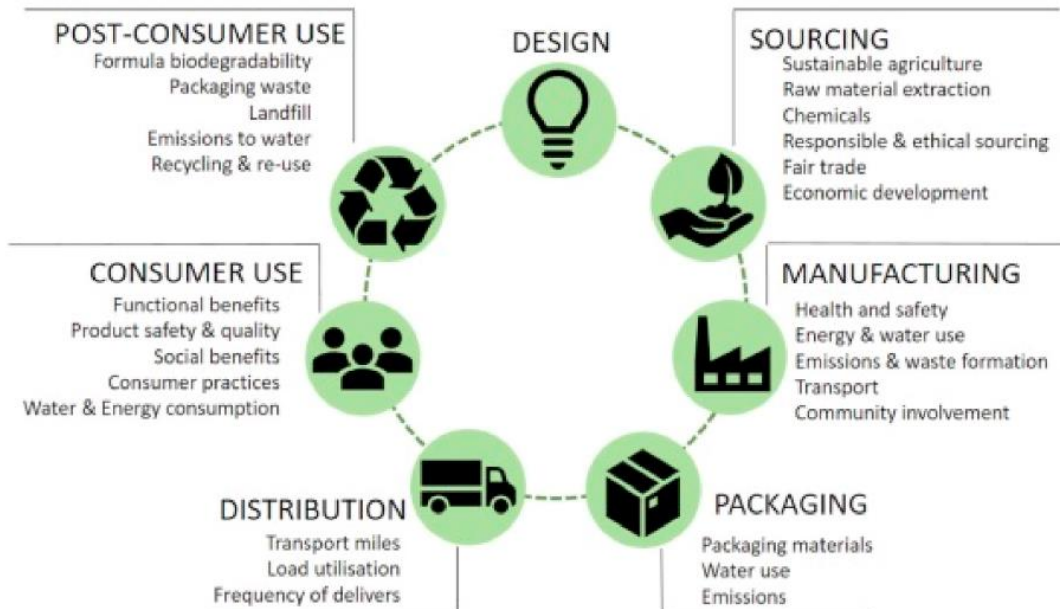 DESIGN
SOURCING
Sustainable agriculture
Raw material extraction
Chemicals
Responsible & ethical sourcing
Fair trade
Economic development
MANUFACTURING
Health and safety
Energy & water use
Emissions & waste formation
Transport
Community involvement
PACKAGING
Packaging materials
Water use
Emissions
DISTRIBUTION
Transport miles
Load utilisation
Frequency of delivers
CONSUMER USE
Functional benefits
Product safety & quality
Social benefits
Consumer practices
Water & Energy consumption
POST-CONSUMER USE
Formula biodegradability
Packaging waste
Landfill
Emissions to water
Recycling & re-use